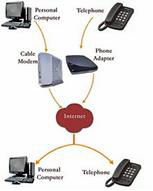 Personal
Computer
Telephone
Cable
Modem
Phone
Adapter
Internet
Personal
Computer
Telephone